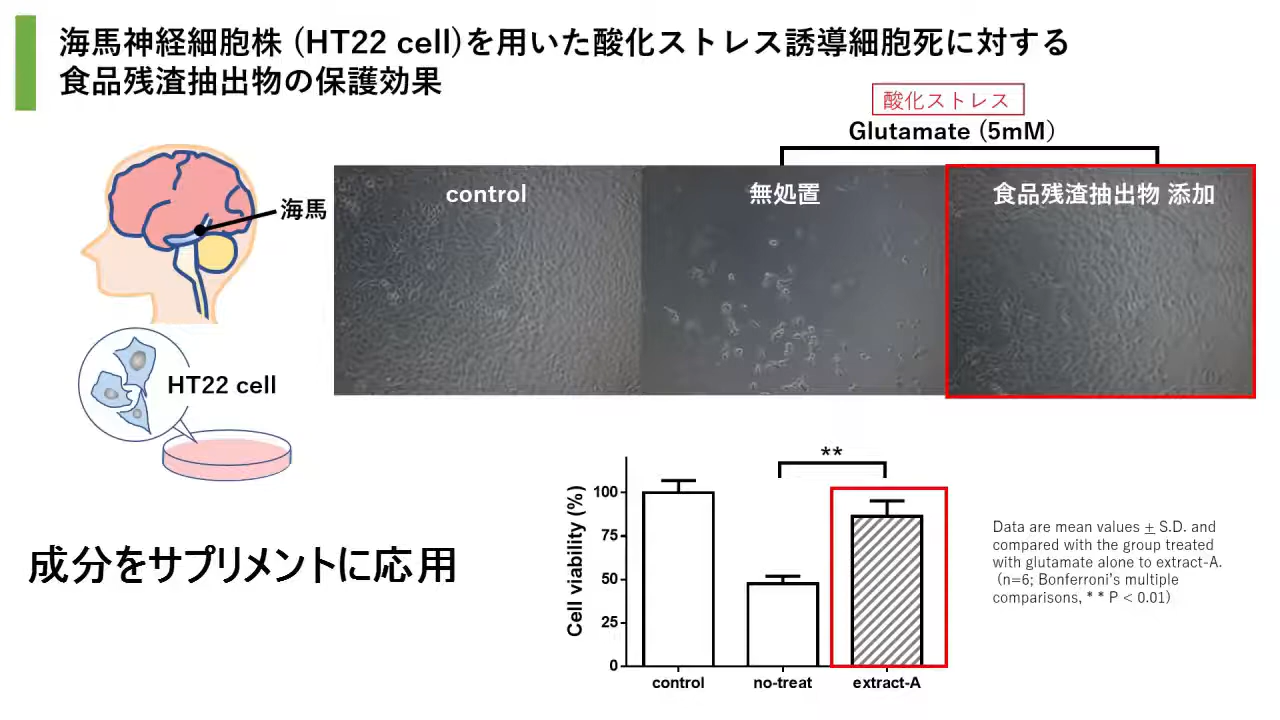 海馬神経細胞株 (HT22 cell)を用いた酸化ストレス誘導細胞死に対する
食品残渣抽出物の保護効果
酸化ストレス
Glutamate (5mM)
control
無処置
食品残渣抽出物 添加
海馬
HT22 cell
成分をサプリメントに応用
**
Cell viability (%)
100
75
50
25
0
control
no-treat
extract-A
Data are mean values ± S.D. and
compared with the group treated
with glutamate alone to extract-A.
(n=6; Bonferroni's multiple
comparisons, * * P < 0.01)